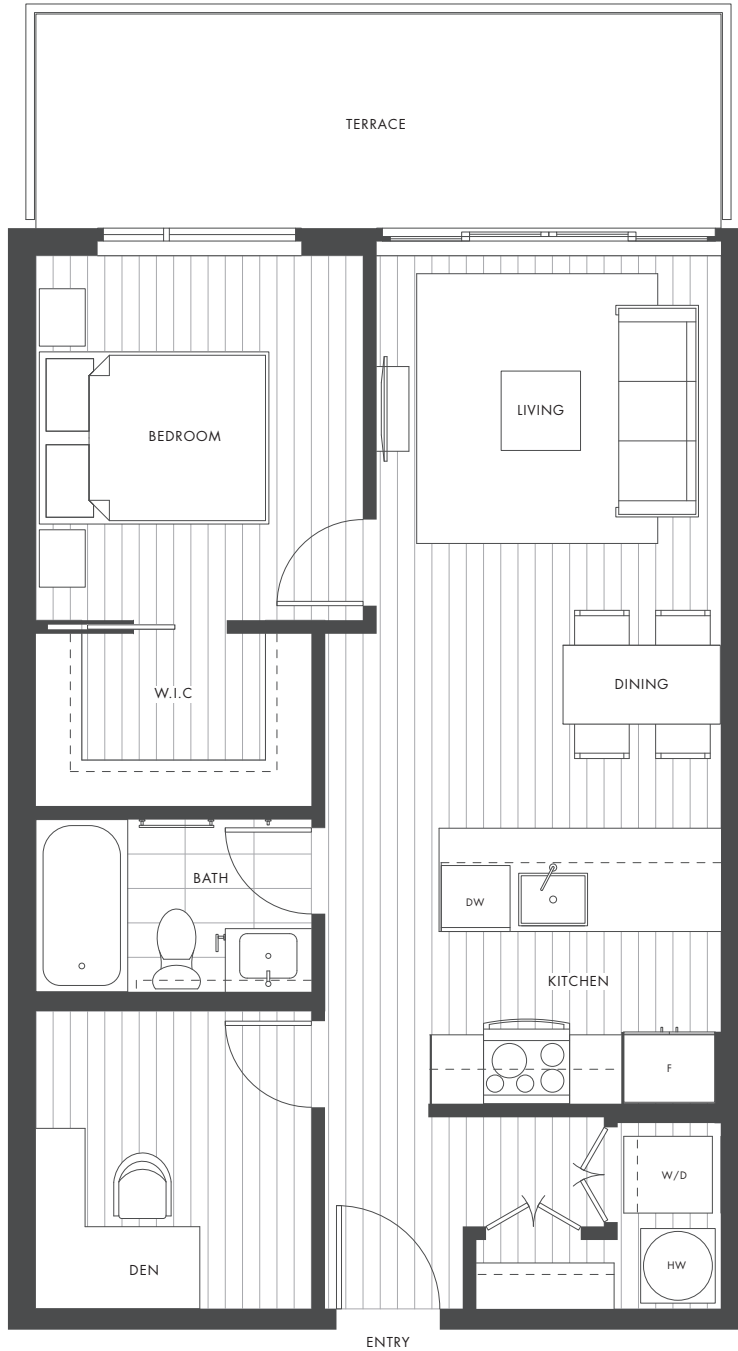 TERRACE
BEDROOM
LIVING
W.I.C
DINING
BATH
DW
KITCHEN
F
W/D
DEN
HW
ENTRY